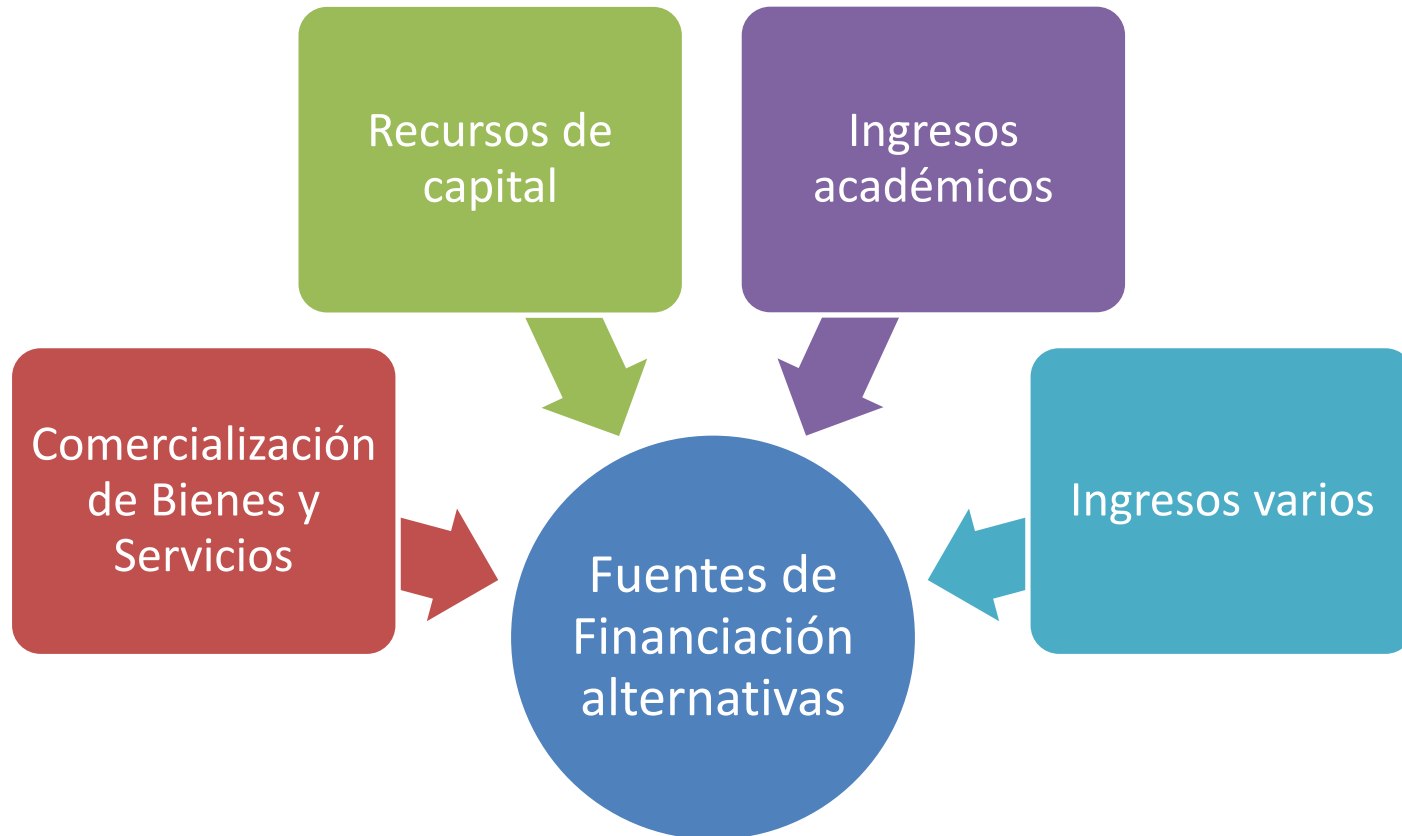 Recursos de
capital
Ingresos
académicos
Comercialización
de Bienes y
Servicios
Ingresos varios
Fuentes de
Financiación
alternativas